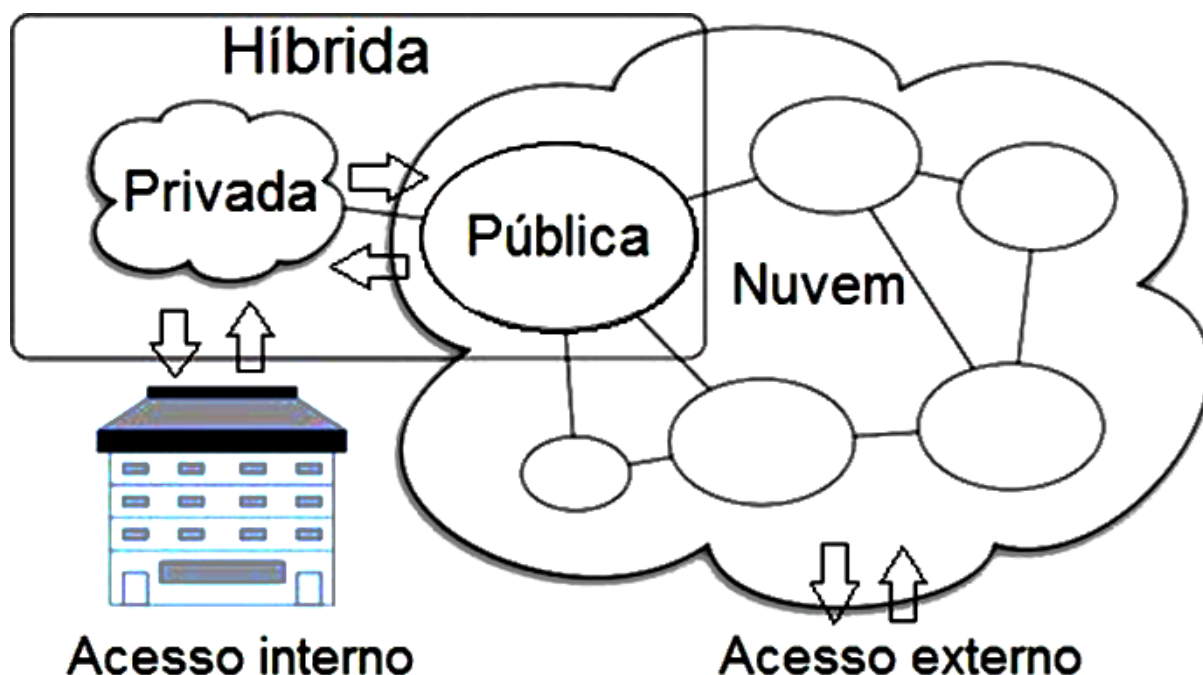 Híbrida
Privada
Pública
Nuvem
Acesso interno
Acesso externo